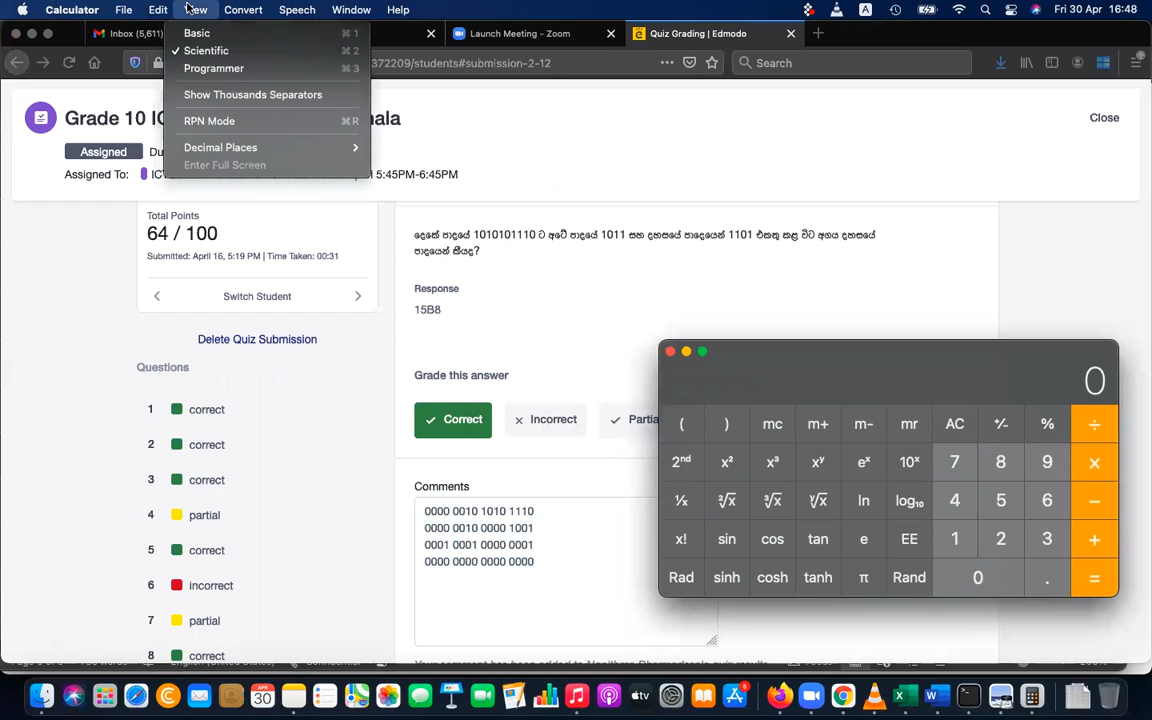 Calculator File Edit View Convert Speech Window Help A Fri 30 Apr 16:48
Inbox (5,611) Launch Meeting - Zoom Quiz Grading | Edmodo
Basic ⌘ 1
✓ Scientific ⌘ 2
Programmer ⌘ 3
Show Thousands Separators
RPN Mode ⌘R
Decimal Places
Enter Full Screen
372209/students#submission-2-12
Search
Grade 10 IC
Close
Assigned
Assigned To: 5:45PM-6:45PM
Total Points
64 / 100
Submitted: April 16, 5:19 PM | Time Taken: 00:31
Switch Student
Delete Quiz Submission
Questions
1 correct
2 correct
3 correct
4 partial
5 correct
6 incorrect
7 partial
8 correct
දෙකේ පාදයේ 1010101110 ට අටේ පාදයේ 1011 සහ දහසයේ පාදෙයෙන් 1101 එකතු කළ විට අගය දහසයේ
පාදයෙන් කීයද?
Response
15B8
Grade this answer
Correct Incorrect Partia
Comments
0000 0010 1010 1110
0000 0010 0000 1001
0001 0001 0000 0001
0000 0000 0000 0000
0
( ) mc m+ m- mr AC ⁺∕₋ % ÷
2ⁿᵈ x² x³ xʸ eˣ 10ˣ 7 8 9 ×
¹∕x ²√x ³√x ʸ√x ln log₁₀ 4 5 6 −
x! sin cos tan e EE 1 2 3 +
Rad sinh cosh tanh π Rand 0 . =